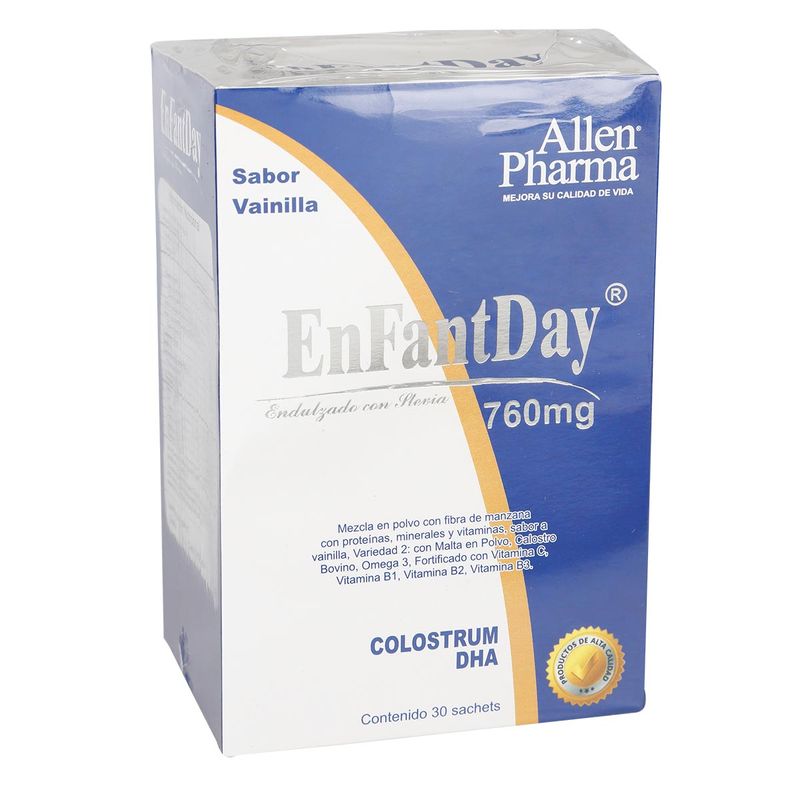 EnFantDay
EnFantDay
Allen®
Pharma
MEJORA SU CALIDAD DE VIDA
Sabor
Vainilla
EnFantDay®
Endulzado con Stevia
760mg
Mezcla en polvo con fibra de manzana
con proteínas, minerales y vitaminas, sabor a
vainilla, Variedad 2: con Malta en Polvo, Calostro
Bovino, Omega 3, Fortificado con Vitamina C,
Vitamina B1, Vitamina B2, Vitamina B3.
COLOSTRUM
DHA
PRODUCTOS DE ALTA CALIDAD
Contenido 30 sachets